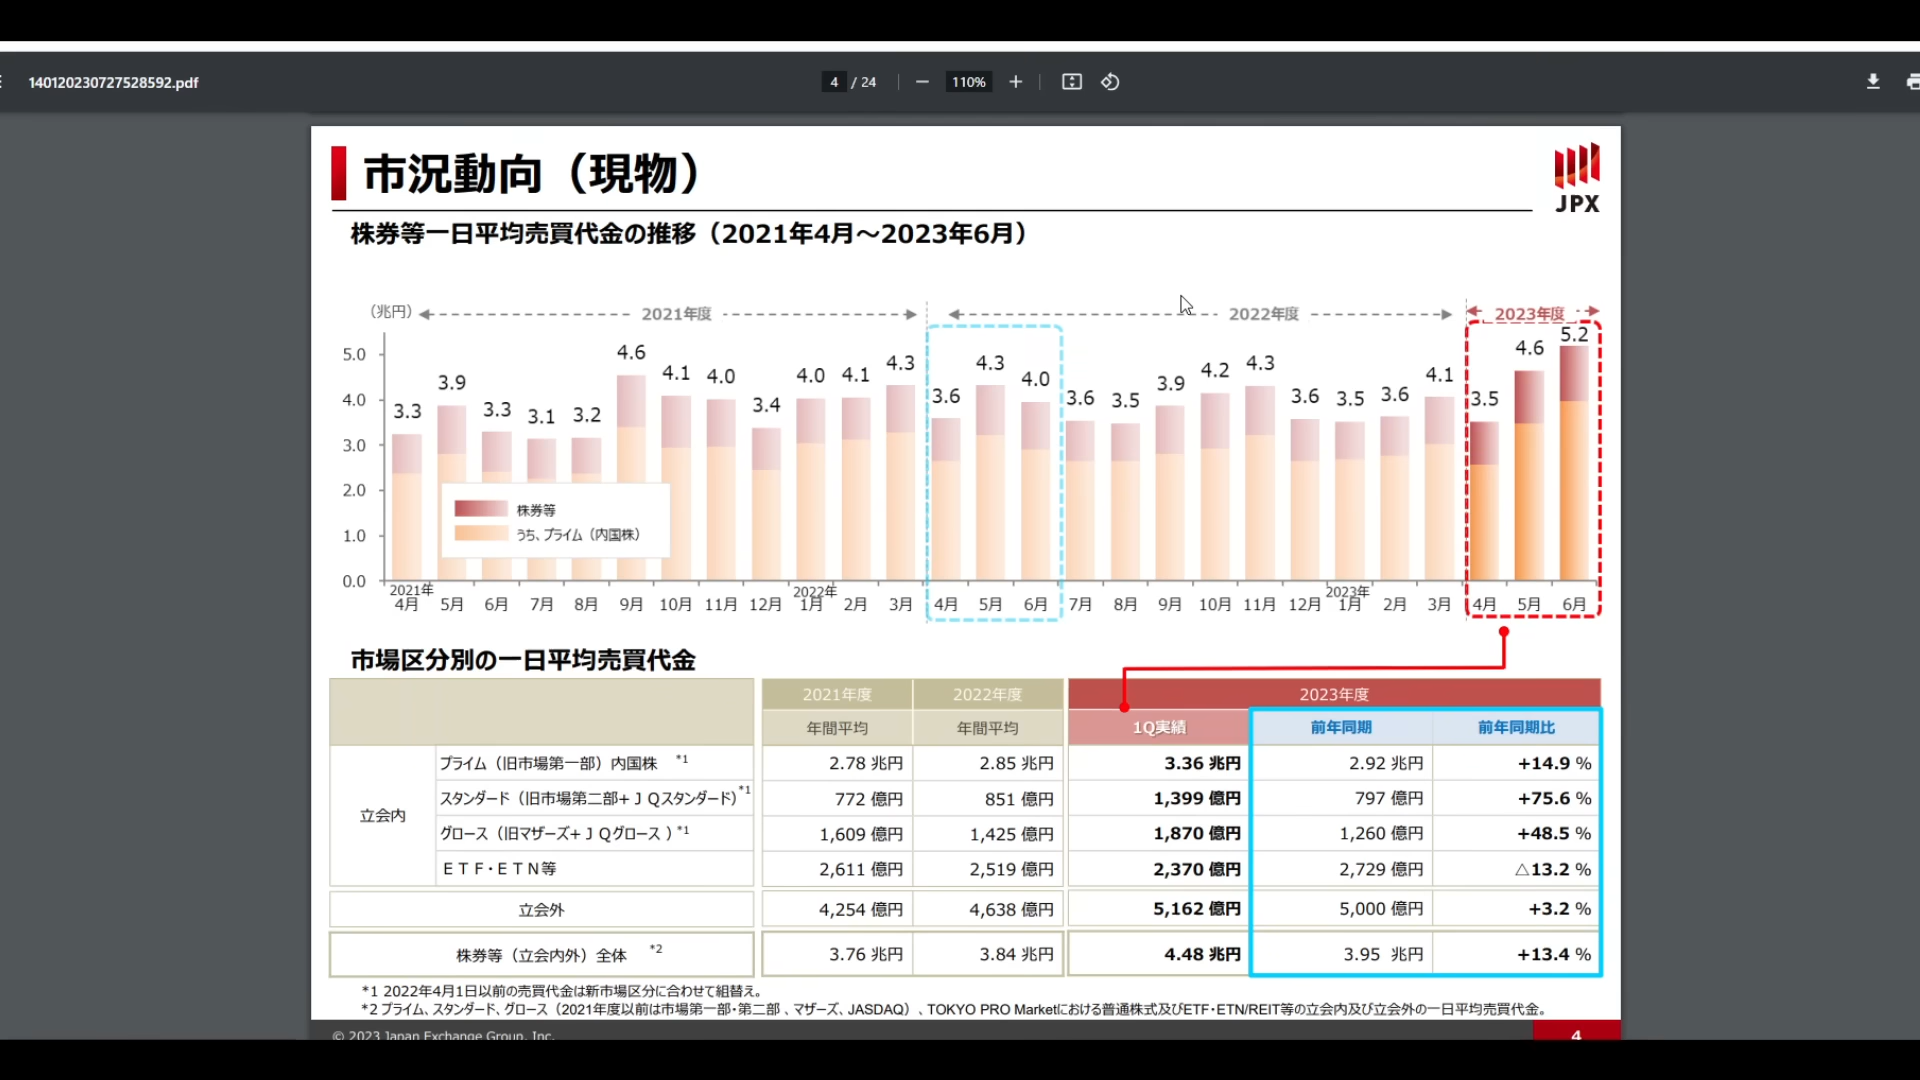 140120230727528592.pdf
4 / 24
110%
市況動向（現物）
JPX
株券等一日平均売買代金の推移（2021年4月～2023年6月）
（兆円） 2021年度 2022年度 2023年度
5.0
4.0
3.0
2.0
1.0
0.0
3.3 3.9 3.3 3.1 3.2 4.6 4.1 4.0 3.4 4.0 4.1 4.3 3.6 4.3 4.0 3.6 3.5 3.9 4.2 4.3 3.6 3.5 3.6 4.1 3.5 4.6 5.2
株券等
うち、プライム（内国株）
2021年 2022年 2023年
4月 5月 6月 7月 8月 9月 10月 11月 12月 1月 2月 3月 4月 5月 6月 7月 8月 9月 10月 11月 12月 1月 2月 3月 4月 5月 6月
市場区分別の一日平均売買代金
2021年度 2022年度 2023年度
年間平均 年間平均 1Q実績 前年同期 前年同期比
立会内
プライム（旧市場第一部）内国株 *1 2.78 兆円 2.85 兆円 3.36 兆円 2.92 兆円 +14.9 %
スタンダード（旧市場第二部+ＪＱスタンダード）*1 772 億円 851 億円 1,399 億円 797 億円 +75.6 %
グロース（旧マザーズ+ＪＱグロース ）*1 1,609 億円 1,425 億円 1,870 億円 1,260 億円 +48.5 %
ＥＴＦ・ＥＴＮ等 2,611 億円 2,519 億円 2,370 億円 2,729 億円 △13.2 %
立会外 4,254 億円 4,638 億円 5,162 億円 5,000 億円 +3.2 %
株券等（立会内外）全体 *2 3.76 兆円 3.84 兆円 4.48 兆円 3.95 兆円 +13.4 %
*1 2022年4月1日以前の売買代金は新市場区分に合わせて組替え。
*2 プライム、スタンダード、グロース（2021年度以前は市場第一部・第二部 、マザーズ、JASDAQ）、TOKYO PRO Marketにおける普通株式及びETF・ETN/REIT等の立会内及び立会外の一日平均売買代金。
© 2023 Japan Exchange Group, Inc.
4